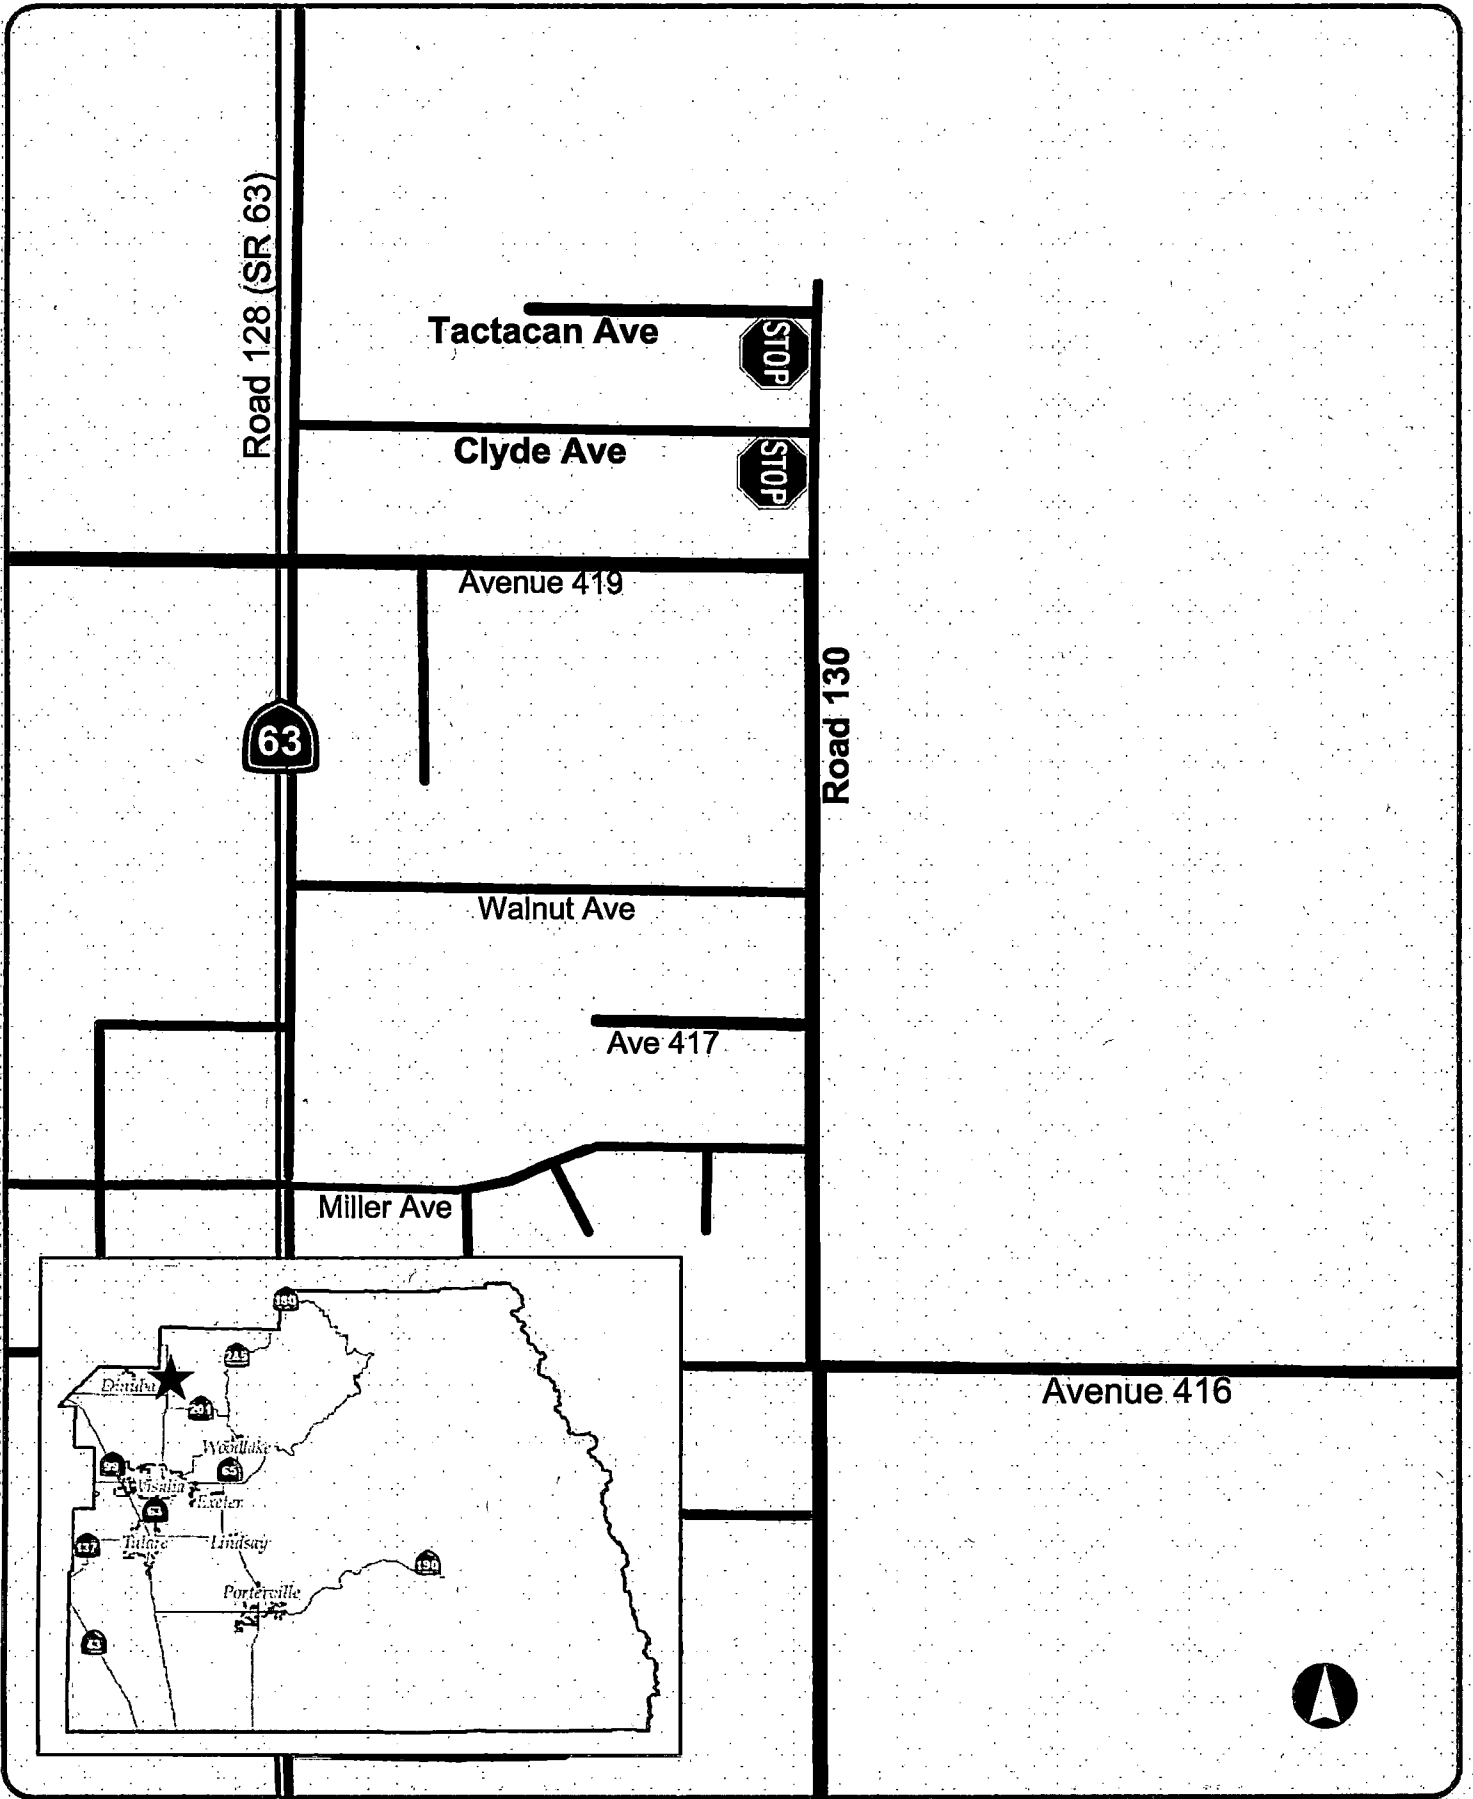 Road 128 (SR 63)
Tactacan Ave
STOP
Clyde Ave
STOP
Avenue 419
63
Road 130
Walnut Ave
Ave 417
Miller Ave
180
245
Dinuba
201
Woodlake
99
65
Visalia
Exeter
63
137
Tulare
Lindsay
190
Porterville
43
Avenue 416